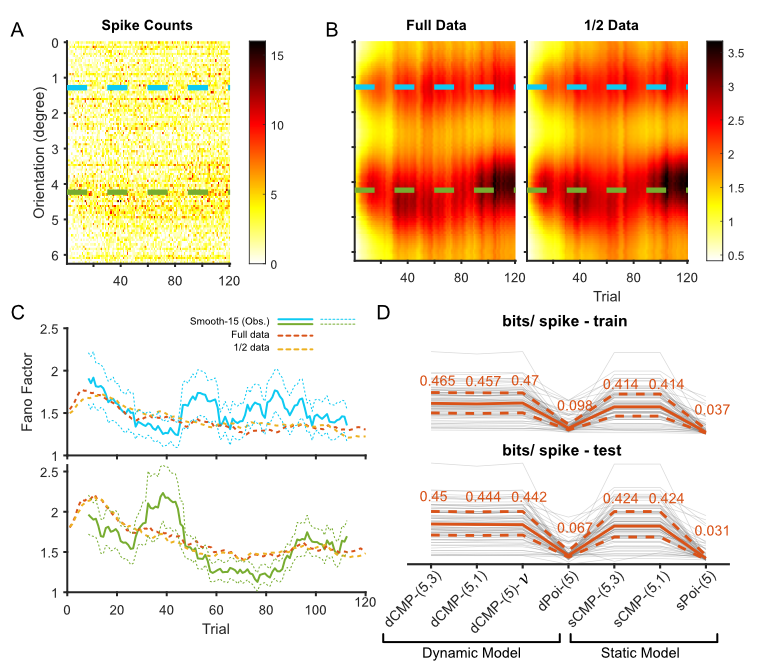 A
Spike Counts
Orientation (degree)
0
1
2
3
4
5
6
40
80
120
15
10
5
0
B
Full Data
1/2 Data
40
80
120
40
80
120
Trial
3.5
3
2.5
2
1.5
1
0.5
C
Smooth-15 (Obs.)
Full data
1/2 data
Fano Factor
2.5
2
1.5
1
2.5
2
1.5
1
0
20
40
60
80
100
120
Trial
D
bits/ spike - train
0.465
0.457
0.47
0.098
0.414
0.414
0.037
bits/ spike - test
0.45
0.444
0.442
0.067
0.424
0.424
0.031
dCMP-(5,3)
dCMP-(5,1)
dCMP-(5)-ν
dPoi-(5)
sCMP-(5,3)
sCMP-(5,1)
sPoi-(5)
Dynamic Model
Static Model